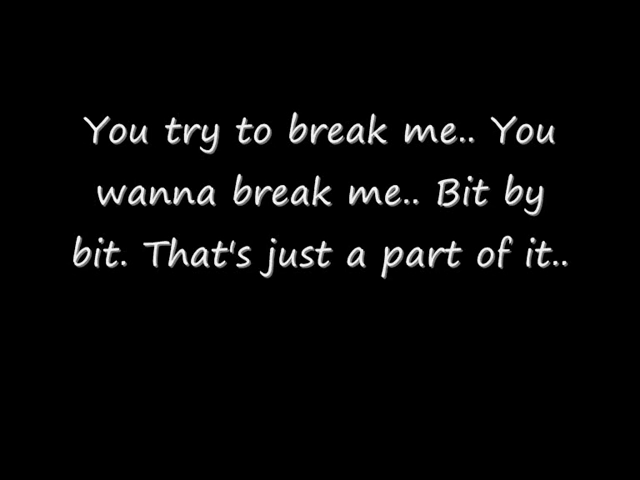 You try to break me.. You
wanna break me.. Bit by
bit. That's just a part of it..